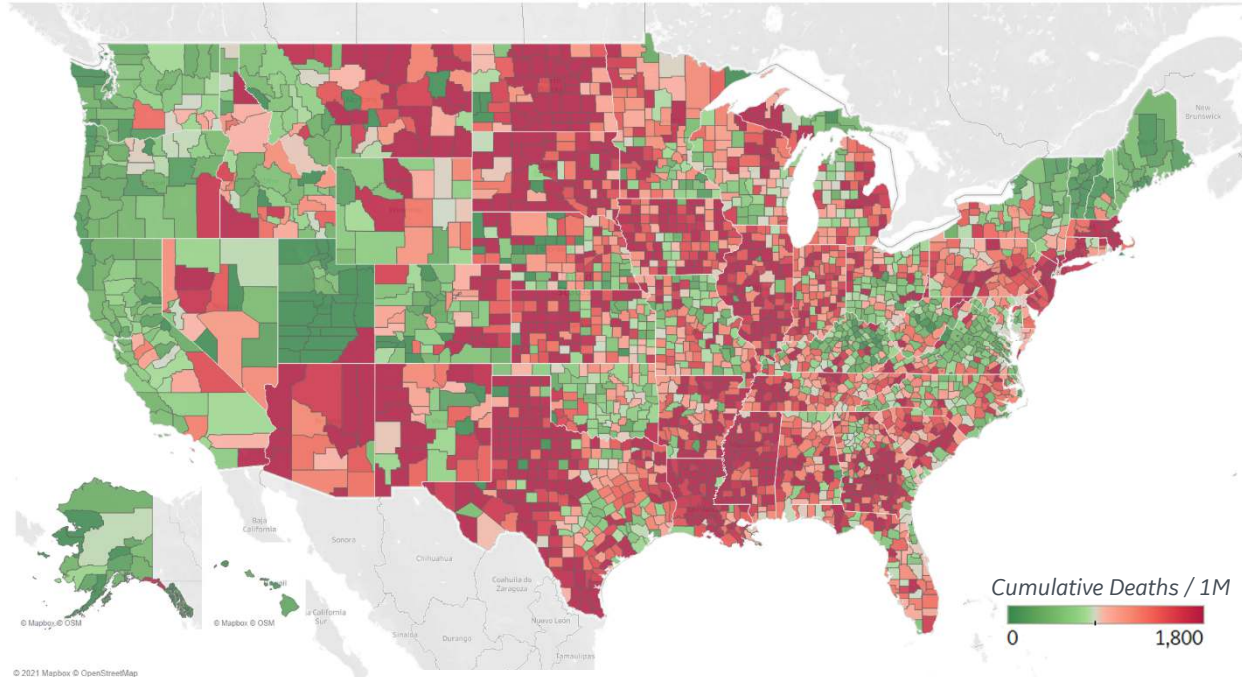 New
Brunswick
Baja
California
Sonora
Chihuahua
Coahuila de
Zaragoza
Nuevo León
Sinaloa
Durango
Tamaulipas
a California
Sur
© Mapbox © OSM
© Mapbox © OSM
Cumulative Deaths / 1M
0
1,800
© 2021 Mapbox © OpenStreetMap